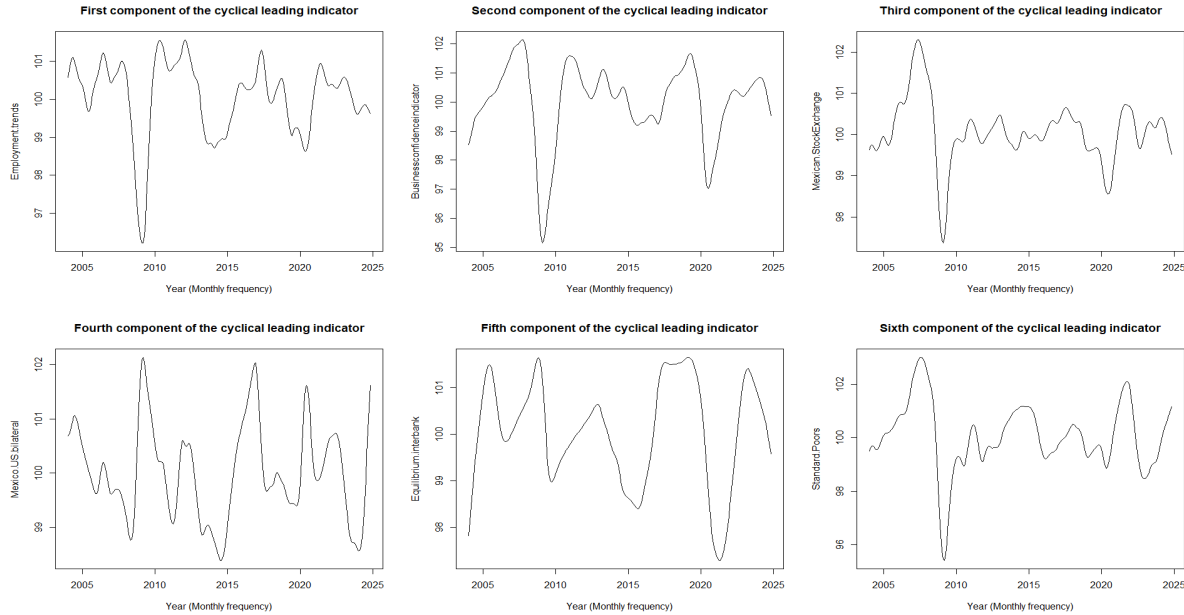 First component of the cyclical leading indicator
Employment.trends
101
100
99
98
97
2005 2010 2015 2020 2025
Year (Monthly frequency)
Second component of the cyclical leading indicator
Businessconfidenceindicator
102
101
100
99
98
97
96
95
2005 2010 2015 2020 2025
Year (Monthly frequency)
Third component of the cyclical leading indicator
Mexican.StockExchange
102
101
100
99
98
2005 2010 2015 2020 2025
Year (Monthly frequency)
Fourth component of the cyclical leading indicator
Mexico.US.bilateral
102
101
100
99
2005 2010 2015 2020 2025
Year (Monthly frequency)
Fifth component of the cyclical leading indicator
Equilibrium.interbank
101
100
99
98
2005 2010 2015 2020 2025
Year (Monthly frequency)
Sixth component of the cyclical leading indicator
Standard.Poors
102
100
98
96
2005 2010 2015 2020 2025
Year (Monthly frequency)